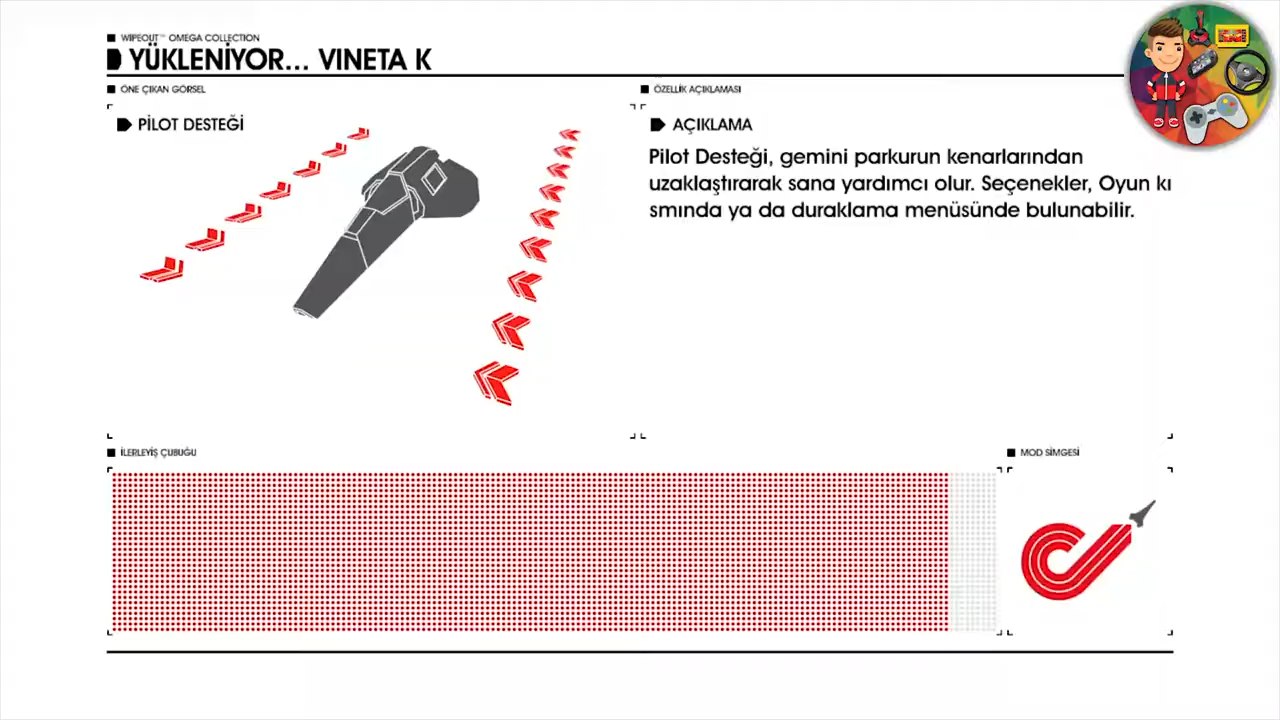 WIPEOUT™ OMEGA COLLECTION
YÜKLENİYOR... VINETA K
ÖNE ÇIKAN GÖRSEL
PİLOT DESTEĞİ
ÖZELLİK AÇIKLAMASI
AÇIKLAMA
Pilot Desteği, gemini parkurun kenarlarından
uzaklaştırarak sana yardımcı olur. Seçenekler, Oyun kı
smında ya da duraklama menüsünde bulunabilir.
İLERLEYİŞ ÇUBUĞU
MOD SİMGESİ